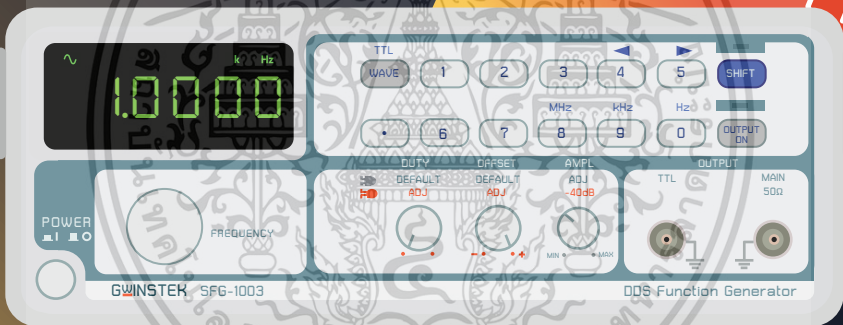 k Hz
1.0000
TTL
WAVE 1 2 3 4 5 SHIFT
MHz kHz Hz
. 6 7 8 9 0 OUTPUT ON
DUTY OFFSET AMPL OUTPUT
DEFAULT DEFAULT ADJ TTL MAIN
ADJ ADJ -40dB 50Ω
POWER
FREQUENCY
- + MIN MAX
GWINSTEK SFG-1003 DDS Function Generator